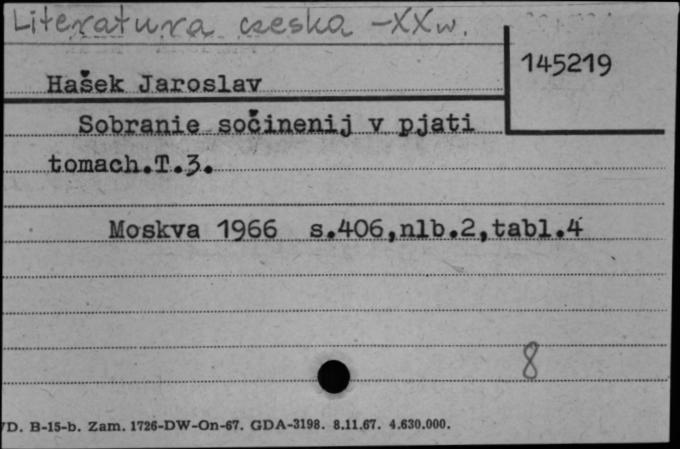 Literatura czeska -XXw.
145219
Hašek Jaroslav
Sobranie sočinenij v pjati
tomach.T.3.
Moskva 1966 s.406,nlb.2,tabl.4
8
D. B-15-b. Zam. 1726-DW-On-67. GDA-3198. 8.11.67. 4.630.000.